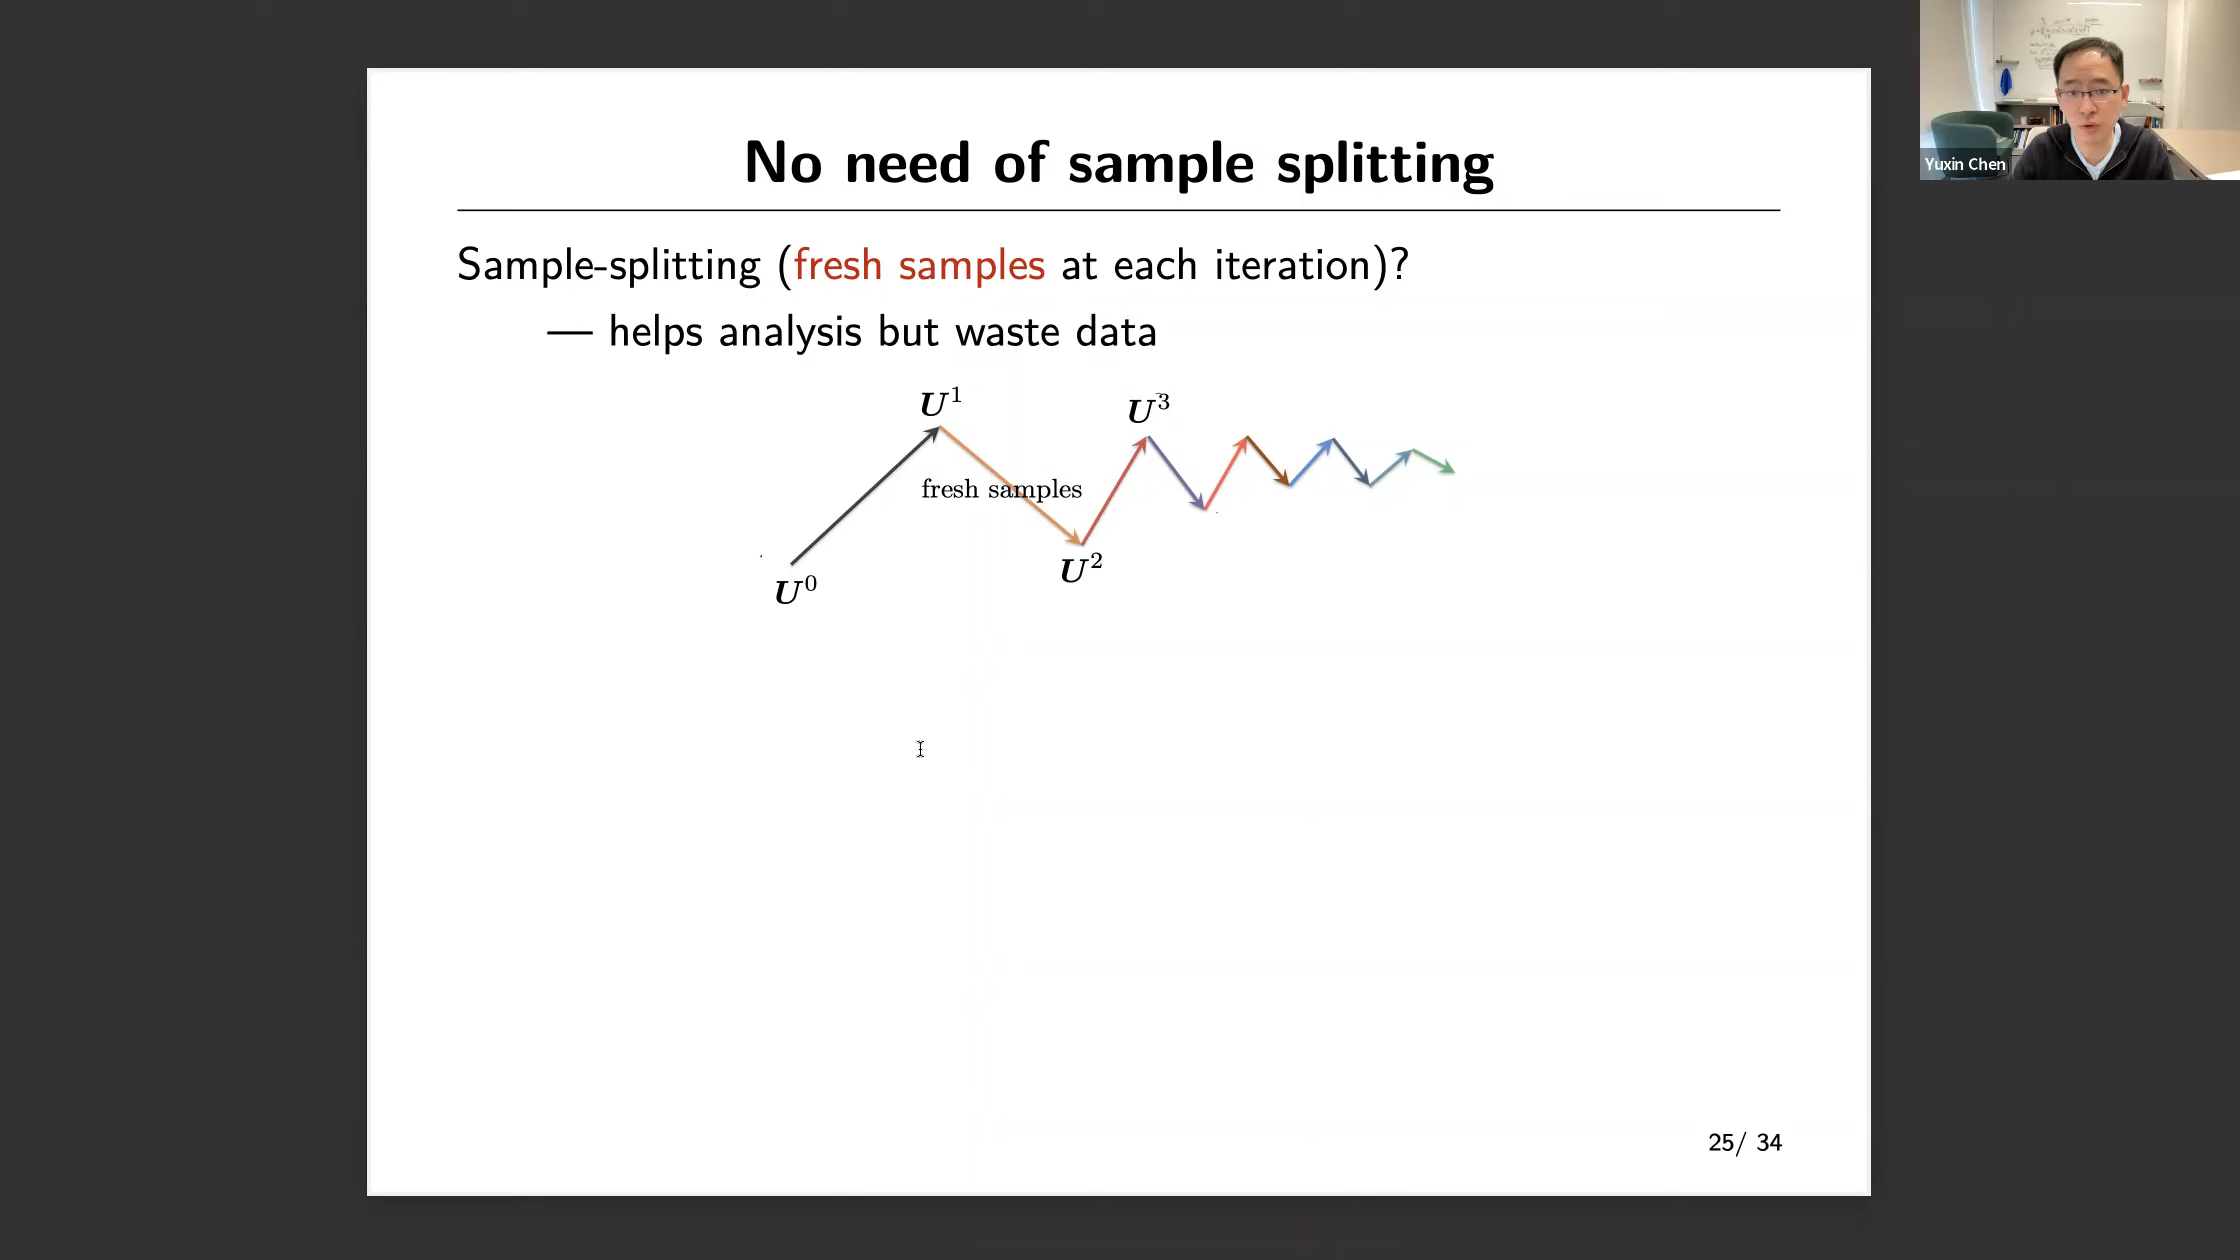 No need of sample splitting
Yuxin Chen
Sample-splitting (fresh samples at each iteration)?
— helps analysis but waste data
U^1
U^3
fresh samples
U^2
U^0
25/ 34